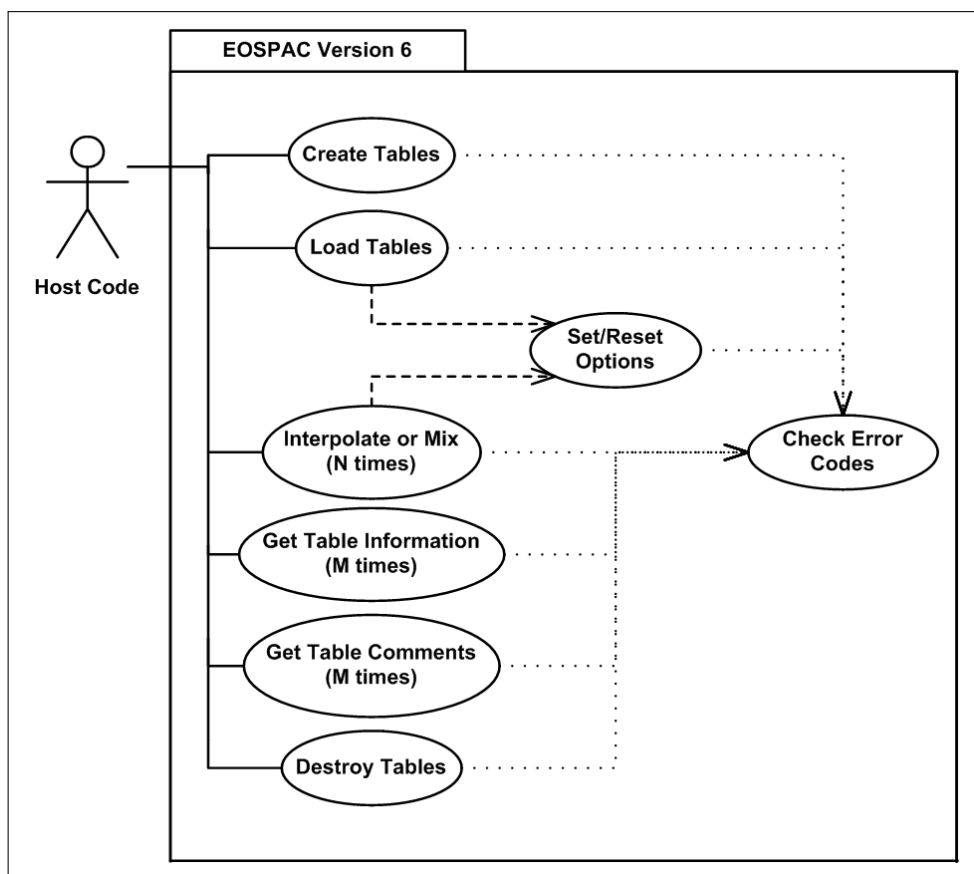 EOSPAC Version 6
Create Tables
Host Code
Load Tables
Set/Reset
Options
Interpolate or Mix
(N times)
Check Error
Codes
Get Table Information
(M times)
Get Table Comments
(M times)
Destroy Tables